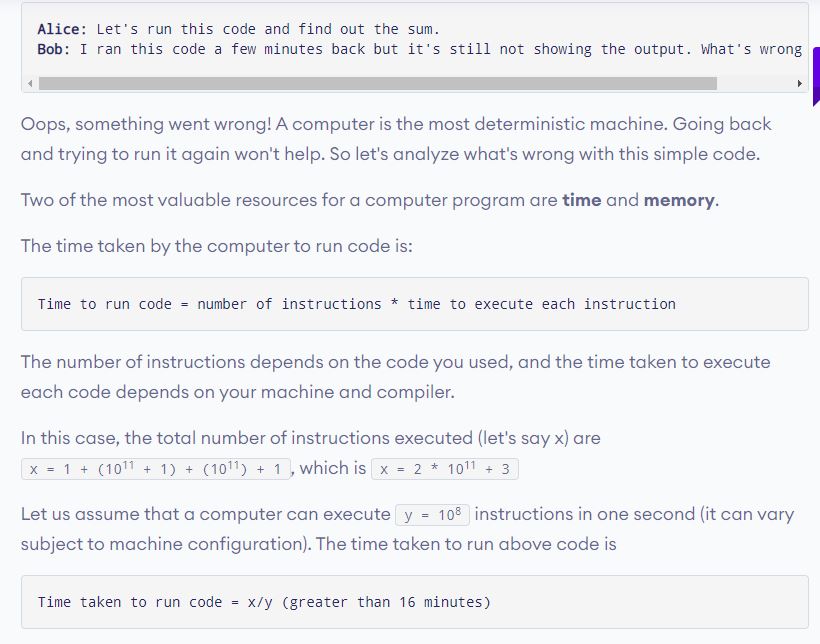 Alice: Let's run this code and find out the sum.
Bob: I ran this code a few minutes back but it's still not showing the output. What's wrong
Oops, something went wrong! A computer is the most deterministic machine. Going back
and trying to run it again won't help. So let's analyze what's wrong with this simple code.
Two of the most valuable resources for a computer program are time and memory.
The time taken by the computer to run code is:
Time to run code = number of instructions * time to execute each instruction
The number of instructions depends on the code you used, and the time taken to execute
each code depends on your machine and compiler.
In this case, the total number of instructions executed (let's say x) are
x = 1 + (10¹¹ + 1) + (10¹¹) + 1, which is x = 2 * 10¹¹ + 3
Let us assume that a computer can execute y = 10⁸ instructions in one second (it can vary
subject to machine configuration). The time taken to run above code is
Time taken to run code = x/y (greater than 16 minutes)